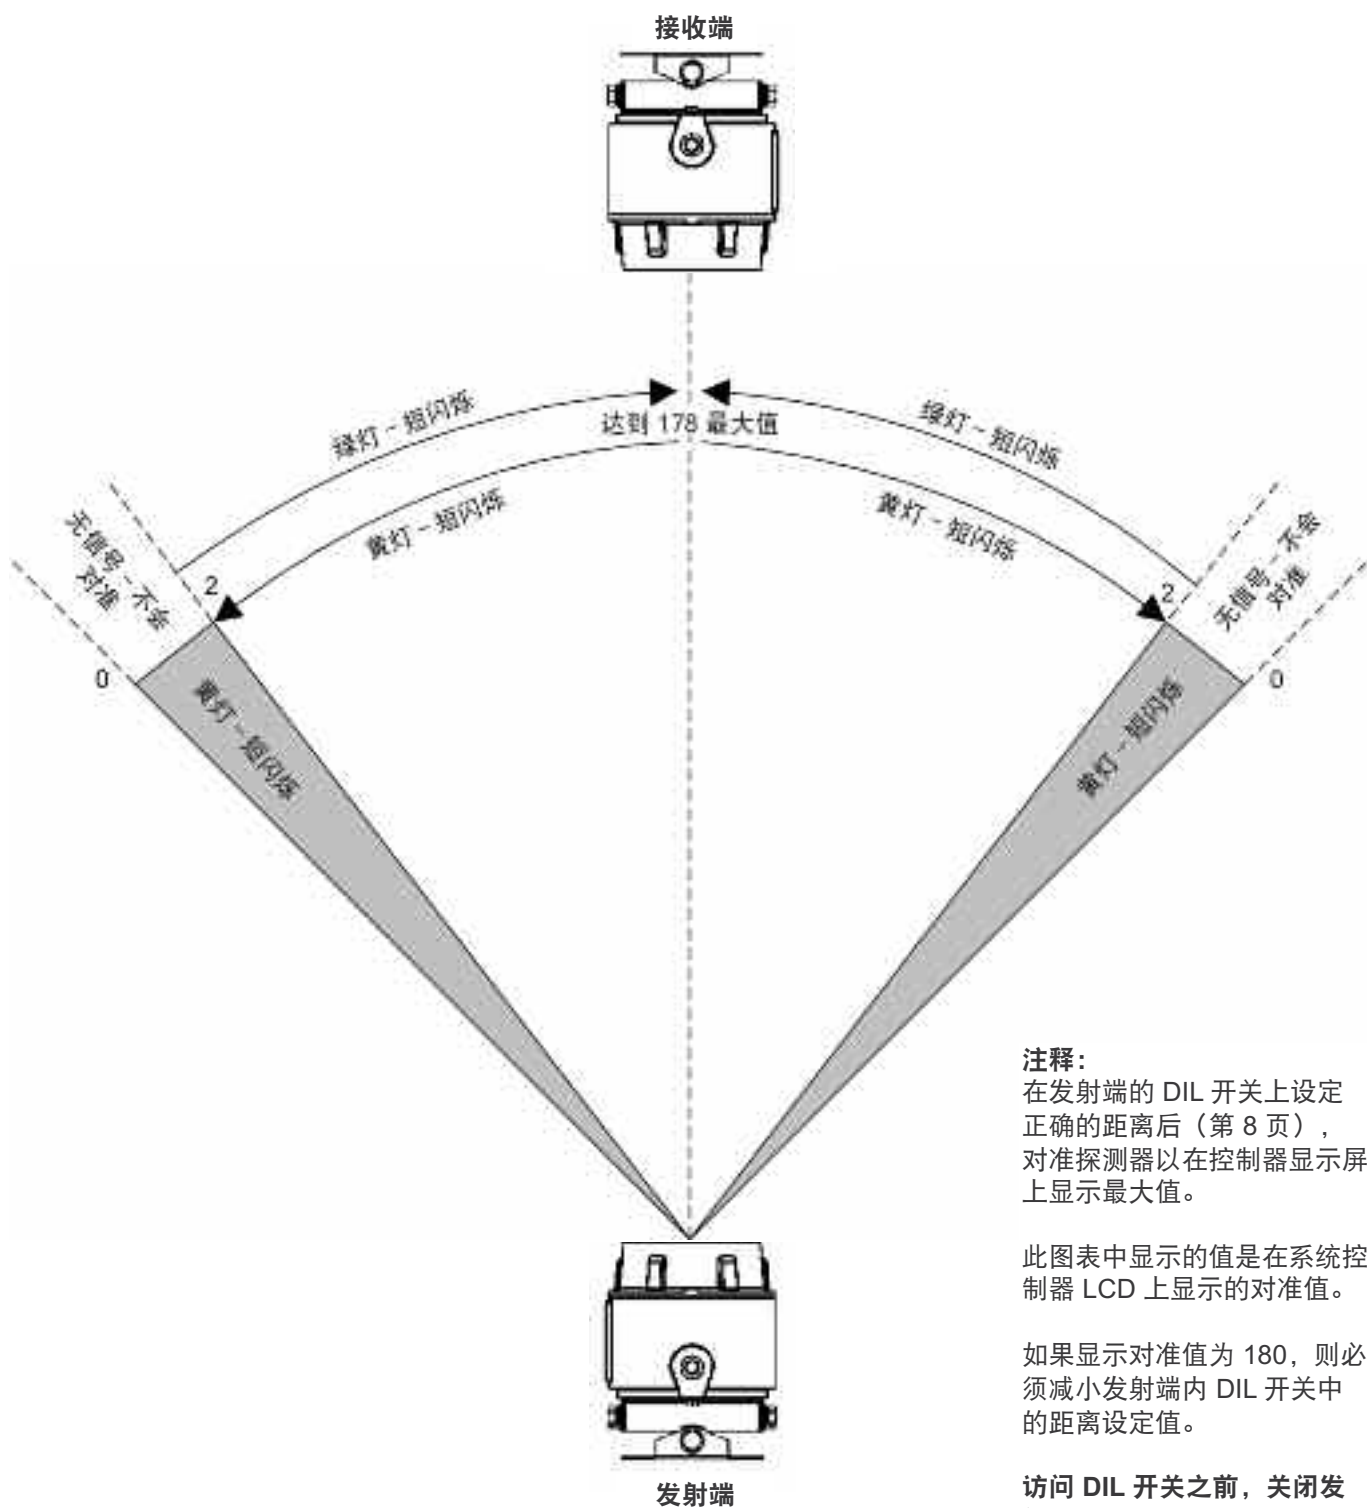 接收端
绿灯－短闪烁
绿灯－短闪烁
达到 178 最大值
黄灯－短闪烁
黄灯－短闪烁
无信号－不会
对准
无信号－不会
对准
2
2
0
0
黄灯－短闪烁
黄灯－短闪烁
注释：
在发射端的 DIL 开关上设定
正确的距离后（第 8 页），
对准探测器以在控制器显示屏
上显示最大值。
此图表中显示的值是在系统控
制器 LCD 上显示的对准值。
如果显示对准值为 180，则必
须减小发射端内 DIL 开关中
的距离设定值。
访问 DIL 开关之前，关闭发
发射端